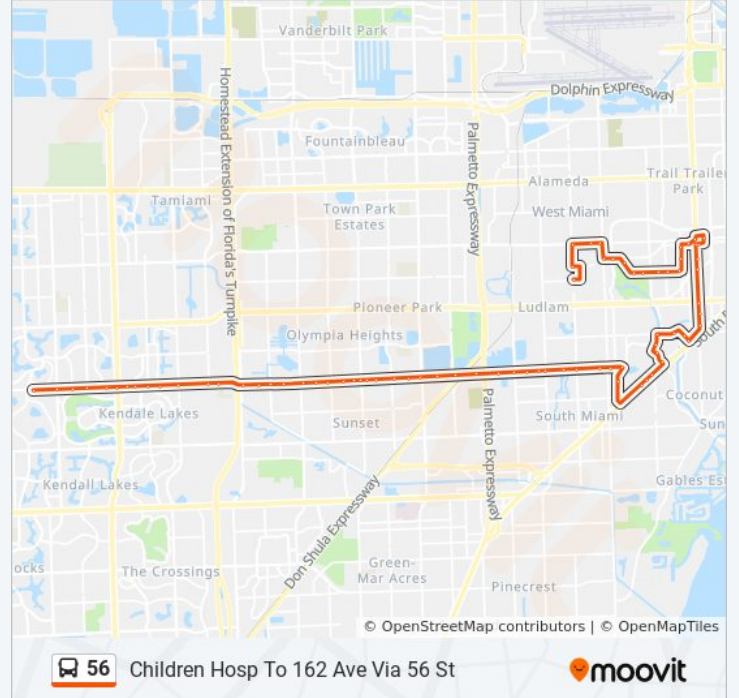 Vanderbilt Park
Dolphin Expressway
Homestead Extension of Florida's Turnpike
Palmetto Expressway
Fountainbleau
Trail Trailer
Park
Alameda
Tamiami
Town Park
Estates
West Miami
Pioneer Park
Ludlam
South
Olympia Heights
Kendale Lakes
Sunset
Palmetto Expressway
South Miami
Coconut
Sun
Kendall Lakes
Don Shula Expressway
Gables Est
ocks
The Crossings
Green-
Mar Acres
Pinecrest
© OpenStreetMap contributors | © OpenMapTiles
56 Children Hosp To 162 Ave Via 56 St
moovit